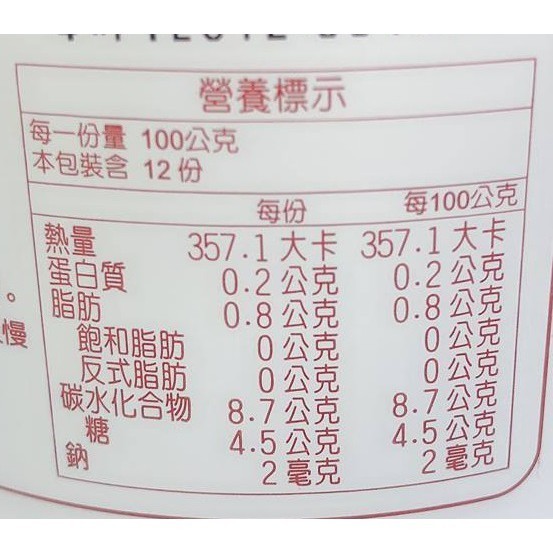 營養標示
每一份量 100公克
本包裝含 12份
每份 每100公克
熱量 357.1大卡 357.1大卡
蛋白質 0.2公克 0.2公克
脂肪 0.8公克 0.8公克
飽和脂肪 0公克 0公克
反式脂肪 0公克 0公克
碳水化合物 8.7公克 8.7公克
糖 4.5公克 4.5公克
鈉 2毫克 2毫克
。
慢